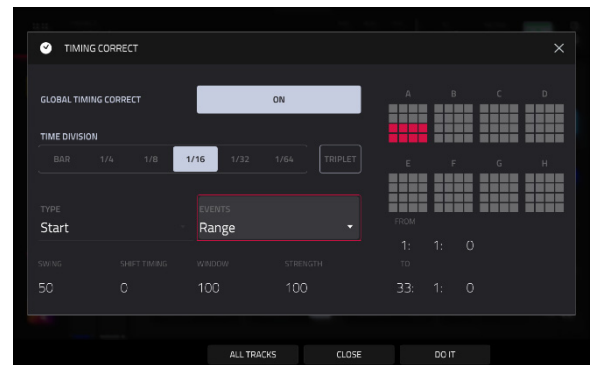 TIMING CORRECT
GLOBAL TIMING CORRECT ON
A B C D
TIME DIVISION
BAR 1/4 1/8 1/16 1/32 1/64 TRIPLET
E F G H
TYPE EVENTS
Start Range
FROM
1: 1: 0
SWING SHIFT TIMING WINDOW STRENGTH TO
50 0 100 100 33: 1: 0
ALL TRACKS CLOSE DO IT